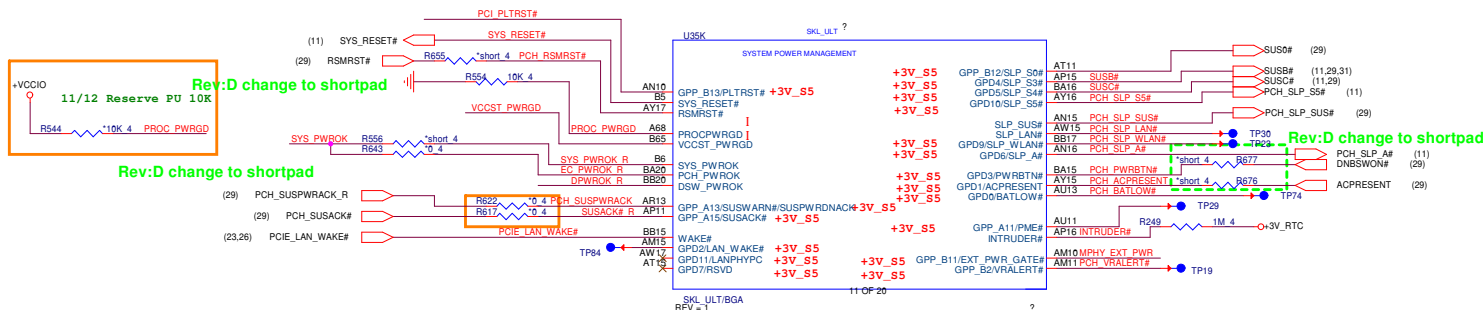 PCI_PLTRST#
U35K
SKL_ULT
?
(11) SYS_RESET#
SYS_RESET#
SYSTEM POWER MANAGEMENT
(29) RSMRST#
R655 *short_4 PCH_RSMRST#
Rev:D change to shortpad
R554 10K_4
+VCCIO
11/12 Reserve PU 10K
R544 *10K_4 PROC_PWRGD
VCCST_PWRGD
PROC_PWRGD
SYS_PWROK R556 *short_4
R643 *0_4
SYS_PWROK_R
EC_PWROK_R
DPWROK_R
Rev:D change to shortpad
(29) PCH_SUSPWRACK_R
R622 *0_4 PCH_SUSPWRACK
(29) PCH_SUSACK#
R617 *0_4 SUSACK#_R
(23,26) PCIE_LAN_WAKE#
PCIE_LAN_WAKE#
TP84
AN10 GPP_B13/PLTRST# +3V_S5
B5 SYS_RESET#
AY17 RSMRST#
A68 PROCPWRGD
B65 VCCST_PWRGD
B6 SYS_PWROK
BA20 PCH_PWROK
BB20 DSW_PWROK
AR13 GPP_A13/SUSWARN#/SUSPWRDNACK +3V_S5
AP11 GPP_A15/SUSACK# +3V_S5
BB15 WAKE#
AM15 GPD2/LAN_WAKE# +3V_S5
AW17 GPD11/LANPHYPC +3V_S5
AT15 GPD7/RSVD +3V_S5
+3V_S5 GPP_B12/SLP_S0# AT11
+3V_S5 GPD4/SLP_S3# AP15 SUSB#
+3V_S5 GPD5/SLP_S4# BA16 SUSC#
+3V_S5 GPD10/SLP_S5# AY16 PCH_SLP_S5#
SLP_SUS# AN15 PCH_SLP_SUS#
SLP_LAN# AW15 PCH_SLP_LAN#
+3V_S5 GPD9/SLP_WLAN# BB17 PCH_SLP_WLAN#
+3V_S5 GPD6/SLP_A# AN16 PCH_SLP_A#
+3V_S5 GPD3/PWRBTN# BA15 PCH_PWRBTN#
+3V_S5 GPD1/ACPRESENT AY15 PCH_ACPRESENT
+3V_S5 GPD0/BATLOW# AU13 PCH_BATLOW#
+3V_S5 GPP_A11/PME# AU11
INTRUDER# AP16 INTRUDER#
+3V_S5 GPP_B11/EXT_PWR_GATE# AM10 MPHY_EXT_PWR
+3V_S5 GPP_B2/VRALERT# AM11 PCH_VRALERT#
SUS0# (29)
SUSB# (11,29,31)
SUSC# (11,29)
PCH_SLP_S5# (11)
PCH_SLP_SUS# (29)
TP30
TP23
Rev:D change to shortpad
PCH_SLP_A# (11)
*short_4 R677 DNBSWON# (29)
*short_4 R676 ACPRESENT (29)
TP74
TP29
R249 1M_4 +3V_RTC
TP19
11 OF 20
SKL_ULT/BGA
REV = 1
?